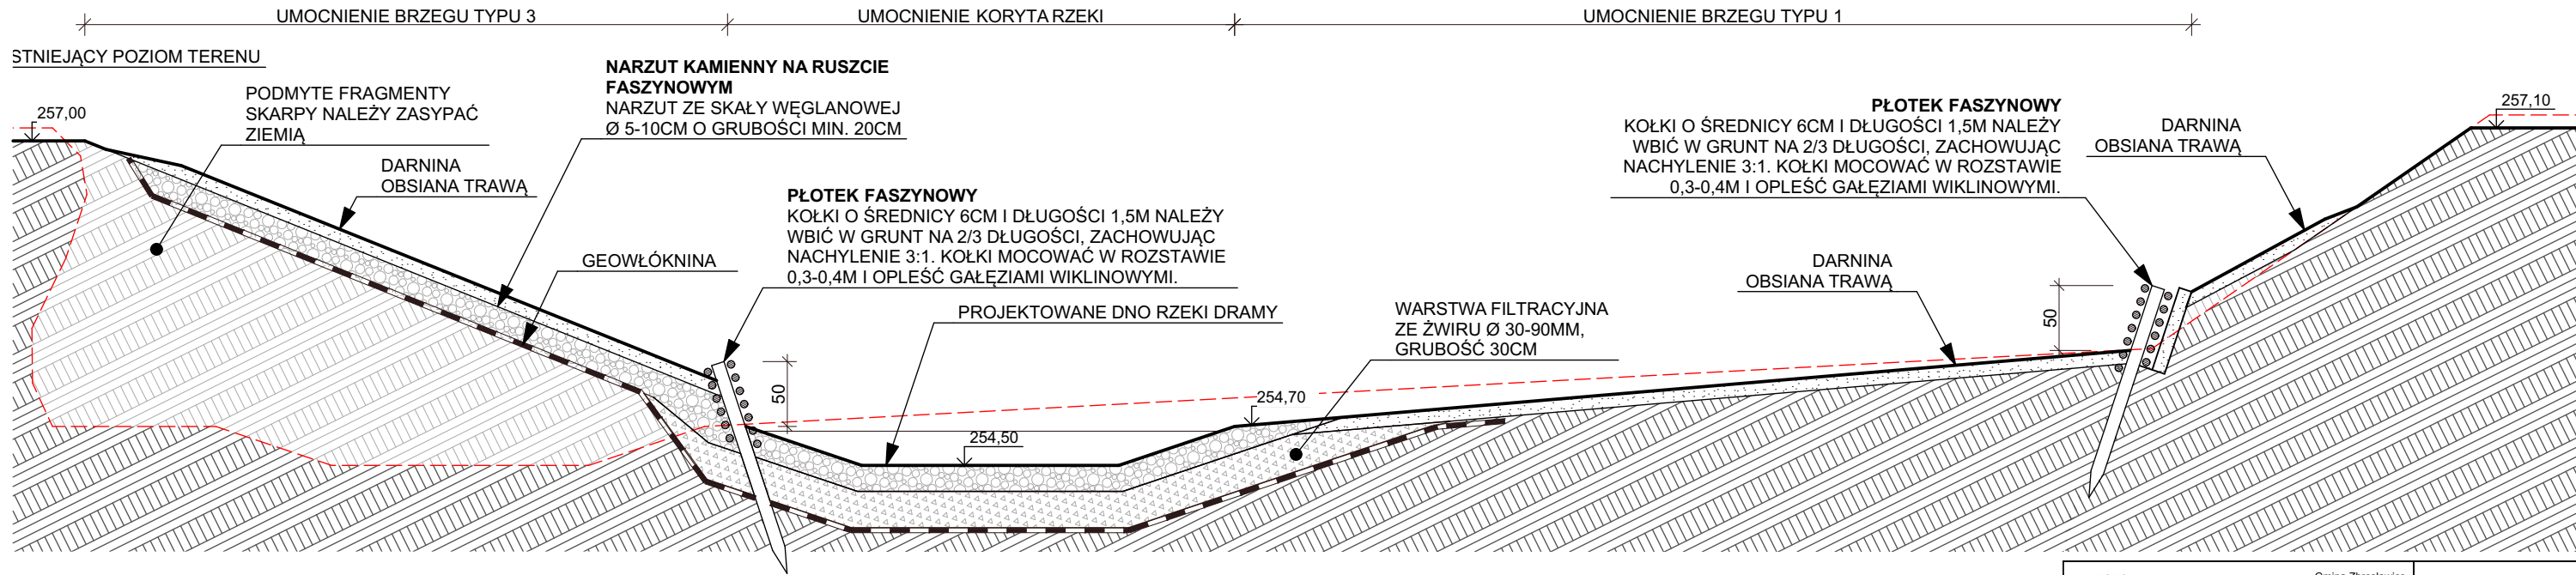 UMOCNIENIE BRZEGU TYPU 3
UMOCNIENIE KORYTA RZEKI
UMOCNIENIE BRZEGU TYPU 1
STNIEJĄCY POZIOM TERENU
257,00
PODMYTE FRAGMENTY
SKARPY NALEŻY ZASYPAĆ
ZIEMIĄ
DARNINA
OBSIANA TRAWĄ
NARZUT KAMIENNY NA RUSZCIE
FASZYNOWYM
NARZUT ZE SKAŁY WĘGLANOWEJ
Ø 5-10CM O GRUBOŚCI MIN. 20CM
GEOWŁÓKNINA
PŁOTEK FASZYNOWY
KOŁKI O ŚREDNICY 6CM I DŁUGOŚCI 1,5M NALEŻY
WBIĆ W GRUNT NA 2/3 DŁUGOŚCI, ZACHOWUJĄC
NACHYLENIE 3:1. KOŁKI MOCOWAĆ W ROZSTAWIE
0,3-0,4M I OPLEŚĆ GAŁĘZIAMI WIKLINOWYMI.
PROJEKTOWANE DNO RZEKI DRAMY
50
254,50
254,70
WARSTWA FILTRACYJNA
ZE ŻWIRU Ø 30-90MM,
GRUBOŚĆ 30CM
PŁOTEK FASZYNOWY
KOŁKI O ŚREDNICY 6CM I DŁUGOŚCI 1,5M NALEŻY
WBIĆ W GRUNT NA 2/3 DŁUGOŚCI, ZACHOWUJĄC
NACHYLENIE 3:1. KOŁKI MOCOWAĆ W ROZSTAWIE
0,3-0,4M I OPLEŚĆ GAŁĘZIAMI WIKLINOWYMI.
DARNINA
OBSIANA TRAWĄ
DARNINA
OBSIANA TRAWĄ
50
257,10